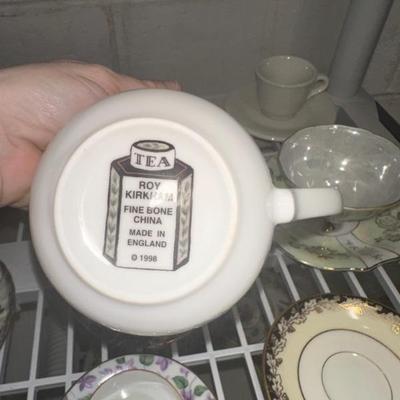 TEA
ROY
KIRKHAM
FINE BONE
CHINA
MADE IN
ENGLAND
© 1998